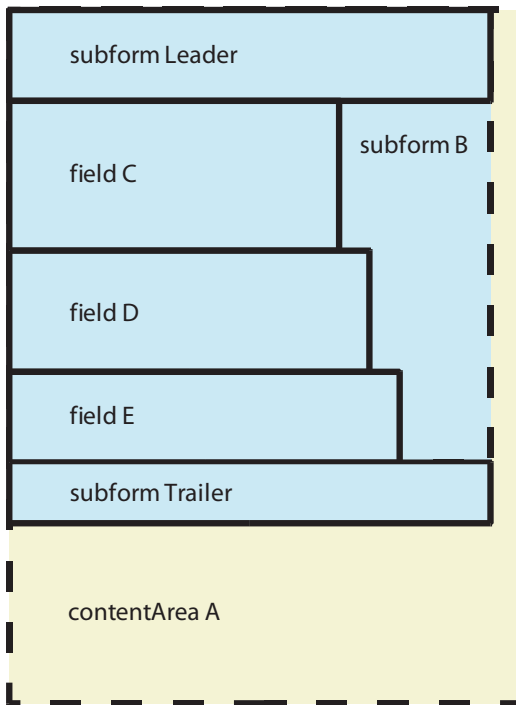 subform Leader
subform B
field C
field D
field E
subform Trailer
contentArea A